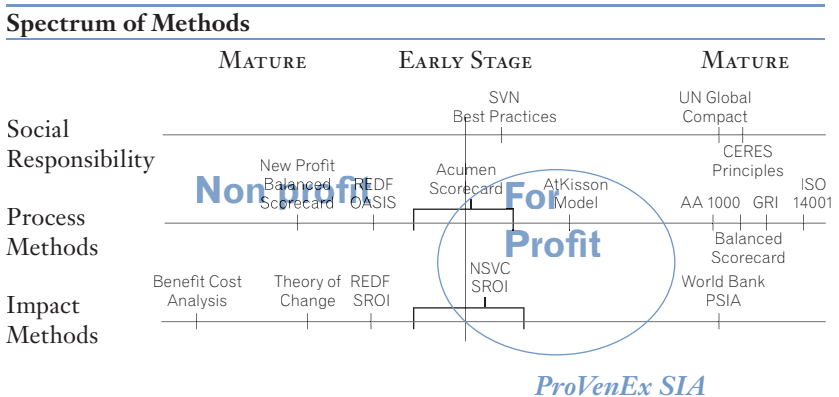 Spectrum of Methods
MATURE EARLY STAGE MATURE
SVN
Best Practices
UN Global
Compact
Social
Responsibility
CERES
Principles
New Profit
Balanced
Scorecard
REDF
OASIS
Acumen
Scorecard
AtKisson
Model
AA 1000
GRI
ISO
14001
Non profit
For
Profit
Process
Methods
Balanced
Scorecard
Benefit Cost
Analysis
Theory of
Change
REDF
SROI
NSVC
SROI
World Bank
PSIA
Impact
Methods
ProVenEx SIA